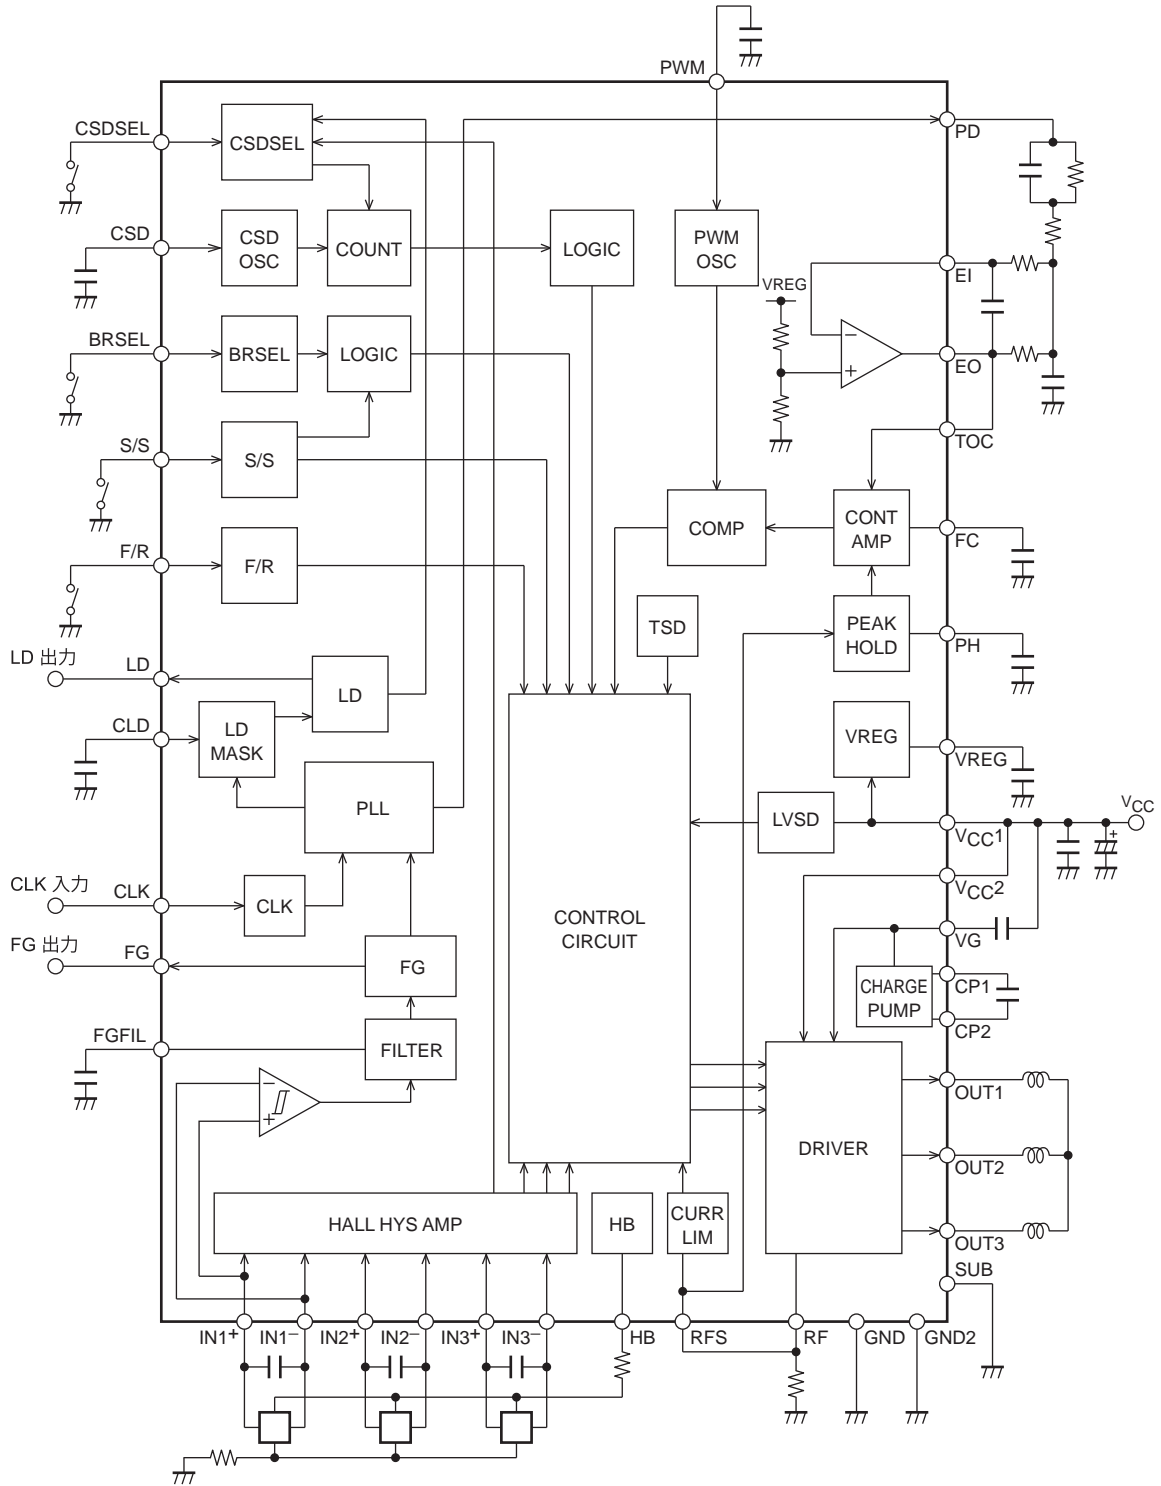 PWM
PD
CSDSEL
CSDSEL
CSD
CSD
OSC
COUNT
LOGIC
PWM
OSC
VREG
EI
BRSEL
BRSEL
LOGIC
−
+
EO
TOC
S/S
S/S
COMP
CONT
AMP
FC
F/R
F/R
TSD
PEAK
HOLD
PH
LD 出力
LD
LD
CLD
LD
MASK
VREG
VREG
PLL
LVSD
VCC1
VCC
+
CLK 入力
CLK
CLK
VCC2
CONTROL
CIRCUIT
VG
FG 出力
FG
FG
CHARGE
PUMP
CP1
CP2
FGFIL
FILTER
−
+
OUT1
DRIVER
OUT2
HALL HYS AMP
HB
CURR
LIM
OUT3
SUB
IN1+
IN1−
IN2+
IN2−
IN3+
IN3−
HB
RFS
RF
GND
GND2